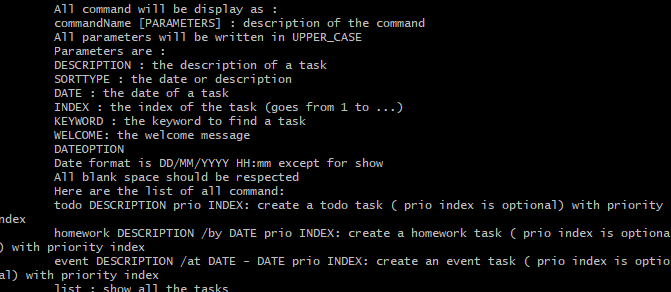 All command will be display as :
commandName [PARAMETERS] : description of the command
All parameters will be written in UPPER_CASE
Parameters are :
DESCRIPTION : the description of a task
SORTTYPE : the date or description
DATE : the date of a task
INDEX : the index of the task (goes from 1 to ...)
KEYWORD : the keyword to find a task
WELCOME: the welcome message
DATEOPTION
Date format is DD/MM/YYYY HH:mm except for show
All blank space should be respected
Here are the list of all command:
todo DESCRIPTION prio INDEX: create a todo task ( prio index is optional) with priority
ndex
homework DESCRIPTION /by DATE prio INDEX: create a homework task ( prio index is optiona
) with priority index
event DESCRIPTION /at DATE - DATE prio INDEX: create an event task ( prio index is optio
al) with priority index
list : show all the tasks